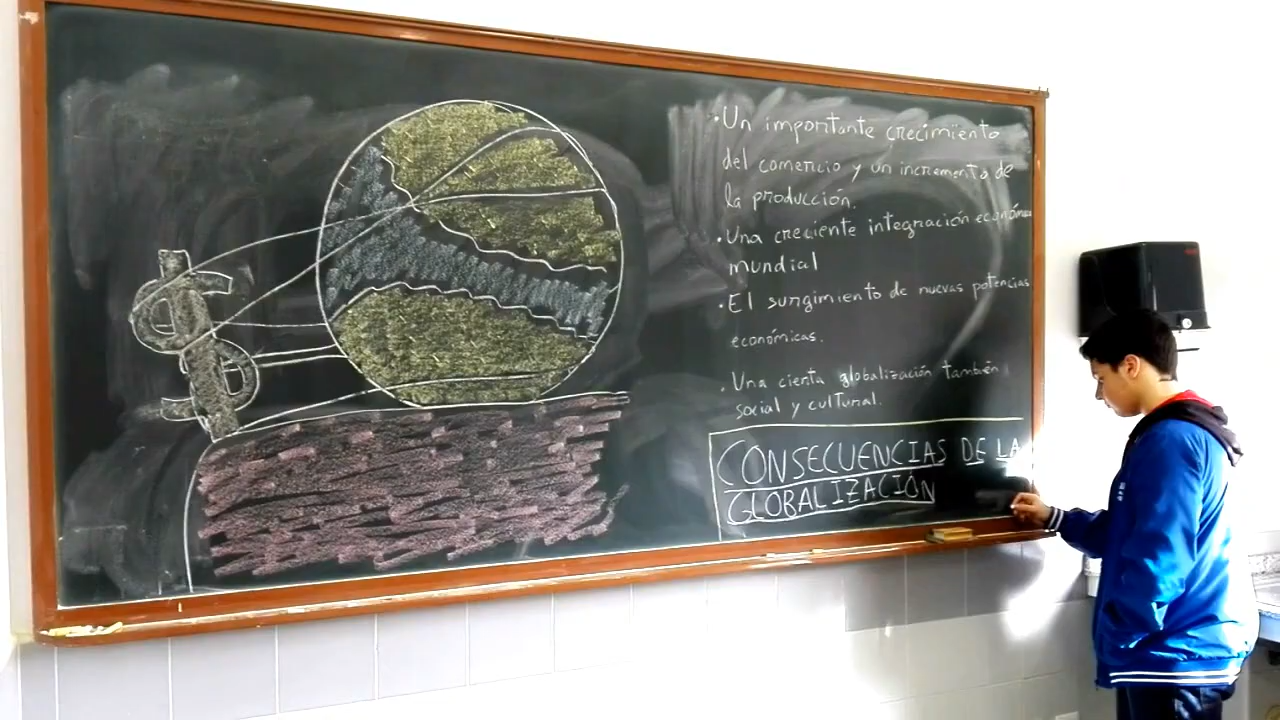 • Un importante crecimiento
del comercio y un incremento de
la producción.
• Una creciente integración económica
mundial
• El surgimiento de nuevas potencias
económicas.
. Una cierta globalización también
social y cultural.
CONSECUENCIAS DE LA
GLOBALIZACIÓN
$